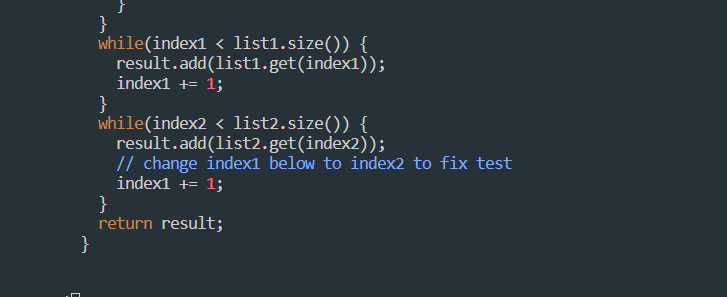 }
}
while(index1 < list1.size()) {
result.add(list1.get(index1));
index1 += 1;
}
while(index2 < list2.size()) {
result.add(list2.get(index2));
// change index1 below to index2 to fix test
index1 += 1;
}
return result;
}